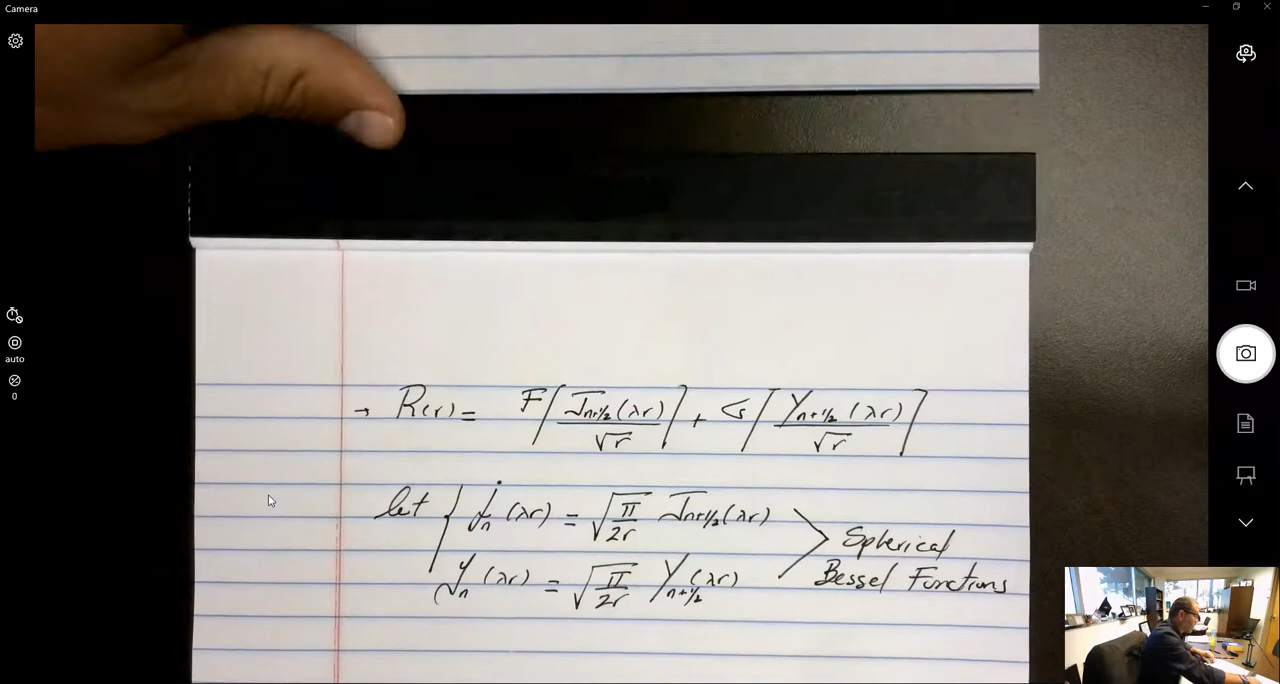 Camera
auto
0
→ R(r) = F[J_{n+1/2}(λr)/√r] + G[Y_{n+1/2}(λr)/√r]
let { j_n(λr) = √(π/2r) J_{n+1/2}(λr)
y_n(λr) = √(π/2r) Y_{n+1/2}(λr)
Spherical
Bessel Functions